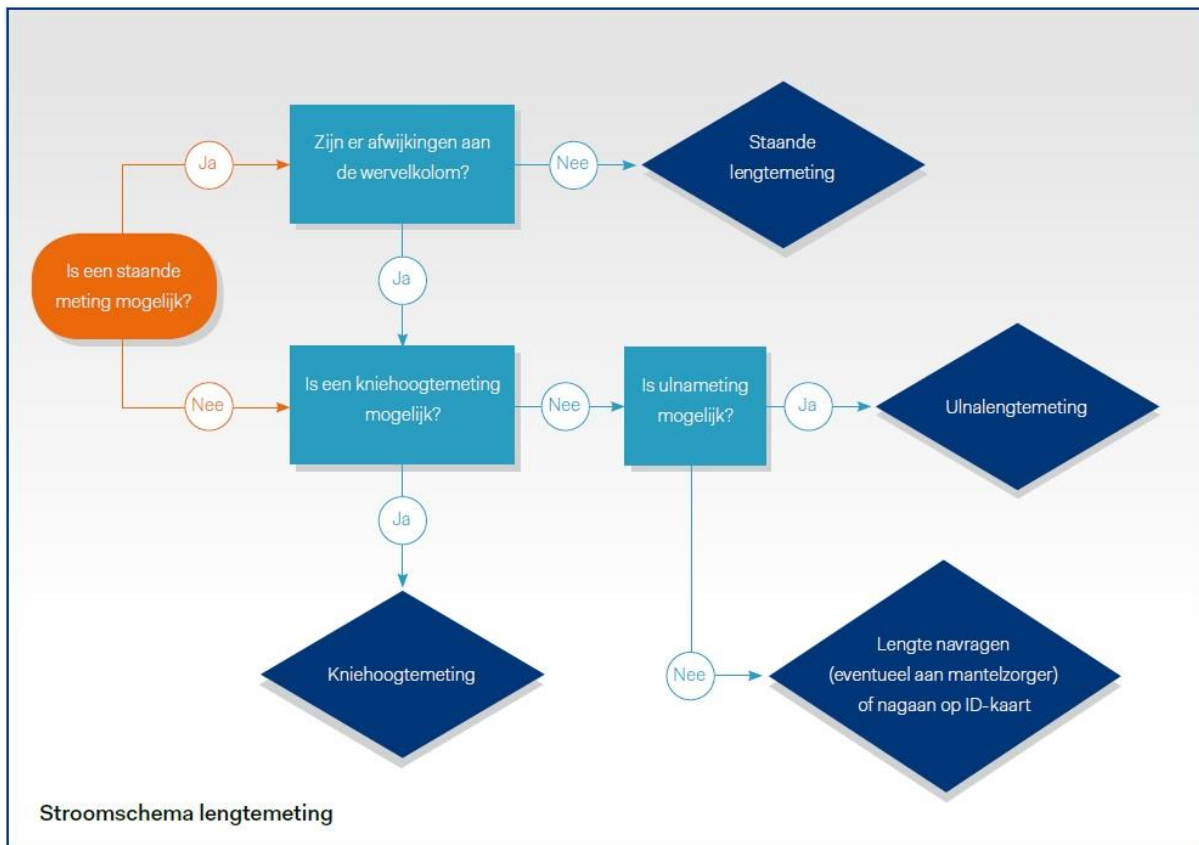 Ja
Zijn er afwijkingen aan
de wervelkolom?
Nee
Staande
lengtemeting
Is een staande
meting mogelijk?
Ja
Nee
Is een kniehoogtemeting
mogelijk?
Nee
Is ulnameting
mogelijk?
Ja
Ulnalengtemeting
Ja
Kniehoogtemeting
Nee
Lengte navragen
(eventueel aan mantelzorger)
of nagaan op ID-kaart
Stroomschema lengtemeting